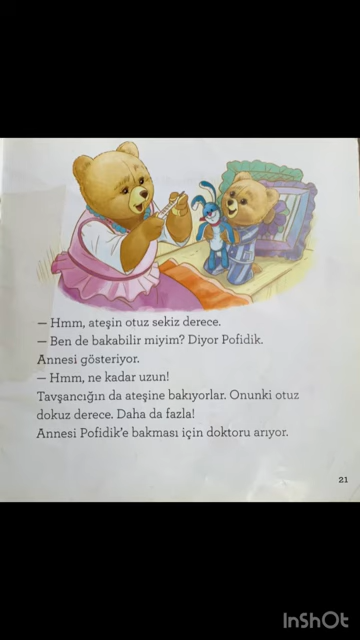 — Hmm, ateşin otuz sekiz derece.
— Ben de bakabilir miyim? Diyor Pofidik.
Annesi gösteriyor.
— Hmm, ne kadar uzun!
Tavşancığın da ateşine bakıyorlar. Onunki otuz
dokuz derece. Daha da fazla!
Annesi Pofidik'e bakması için doktoru arıyor.
21
InShOt